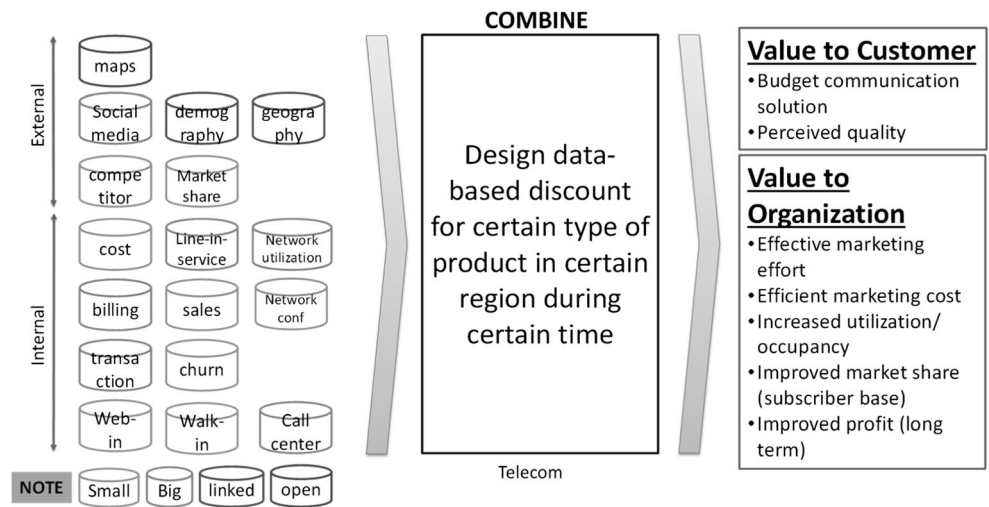 COMBINE
External
maps
Social
media
demog
raphy
geogra
phy
compe
titor
Market
share
Internal
cost
Line-in-
service
Network
utilization
billing
sales
Network
conf
transa
ction
churn
Web-
in
Walk-
in
Call
center
NOTE
Small
Big
linked
open
Design data-
based discount
for certain type of
product in certain
region during
certain time
Telecom
Value to Customer
•Budget communication
solution
•Perceived quality
Value to
Organization
•Effective marketing
effort
•Efficient marketing cost
•Increased utilization/
occupancy
•Improved market share
(subscriber base)
•Improved profit (long
term)